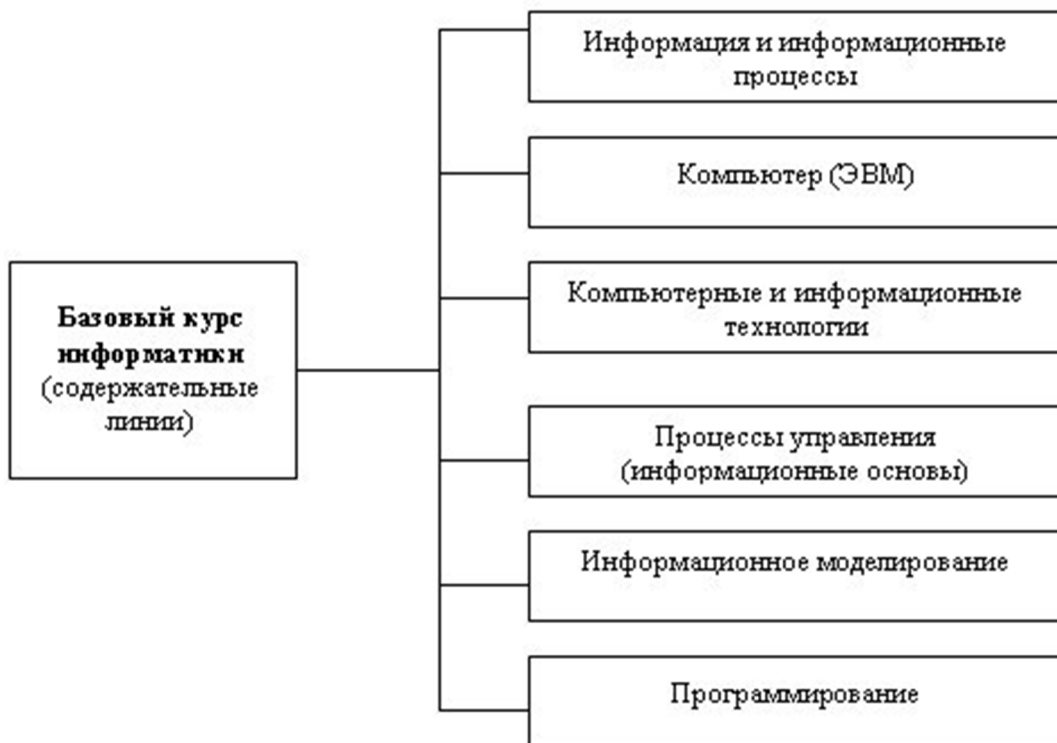 Базовый курс
информатики
(содержательные
линии)
Информация и информационные
процессы
Компьютер (ЭВМ)
Компьютерные и информационные
технологии
Процессы управления
(информационные основы)
Информационное моделирование
Программирование